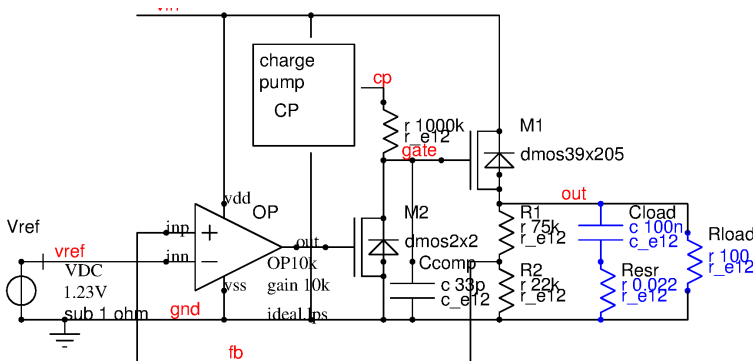 vin
charge
pump
CP
cp
r 1000k
r_e12
gate
M1
dmos39x205
out
Vref
vref
VDC
1.23V
sub 1 ohm
gnd
inp
inn
vdd
vss
OP
out
OP10k
gain 10k
ideal.lps
M2
dmos2x2
Ccomp
c 33p
c_e12
R1
r 75k
r_e12
R2
r 22k
r_e12
Cload
c 100n
c_e12
Resr
r 0.022
r_e12
Rload
r 100
r_e12
fb